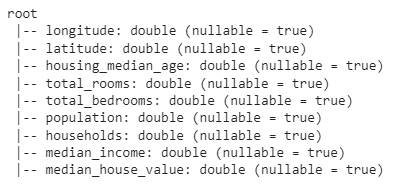 root
 |-- longitude: double (nullable = true)
 |-- latitude: double (nullable = true)
 |-- housing_median_age: double (nullable = true)
 |-- total_rooms: double (nullable = true)
 |-- total_bedrooms: double (nullable = true)
 |-- population: double (nullable = true)
 |-- households: double (nullable = true)
 |-- median_income: double (nullable = true)
 |-- median_house_value: double (nullable = true)